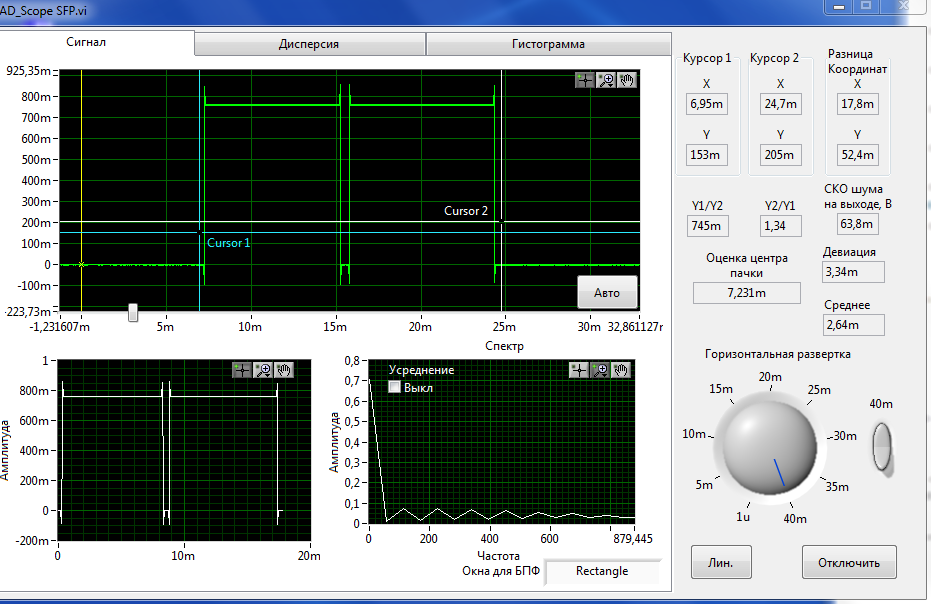 AD_Scope SFP.vi
Сигнал
Дисперсия
Гистограмма
925,35m
800m
700m
600m
500m
400m
300m
200m
100m
0
-100m
-223,73m
Cursor 2
Cursor 1
Авто
-1,231607m 5m 10m 15m 20m 25m 30m 32,861127m
Курсор 1
X
6,95m
Y
153m
Курсор 2
X
24,7m
Y
205m
Разница
Координат
X
17,8m
Y
52,4m
Y1/Y2
745m
Y2/Y1
1,34
СКО шума
на выходе, В
63,8m
Оценка центра
пачки
7,231m
Девиация
3,34m
Среднее
2,64m
Амплитуда
1
800m
600m
400m
200m
0
-200m
0 10m 20m
Спектр
Усреднение
Выкл
Амплитуда
0,8
0,7
0,6
0,5
0,4
0,3
0,2
0,1
0
0 200 400 600 879,445
Частота
Окна для БПФ
Rectangle
Горизонтальная развертка
1u
5m
10m
15m
20m
25m
30m
35m
40m
40m
Лин.
Отключить